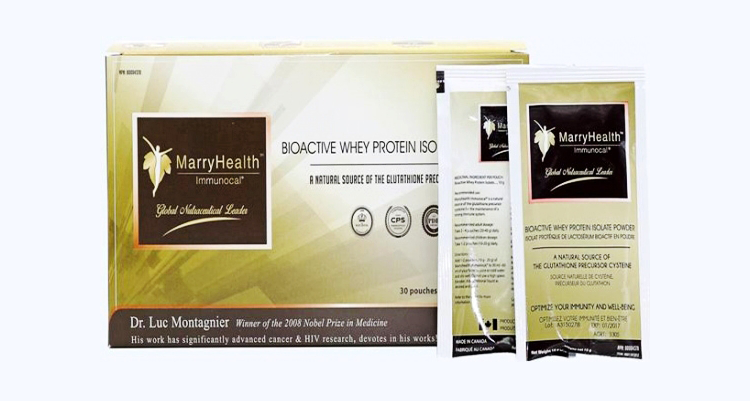 MarryHealth™
Immunocal®
Global Nutraceutical Leader
BIOACTIVE WHEY PROTEIN ISO
A NATURAL SOURCE OF THE GLUTATHIONE PREC
CPS
30 pouches
Dr. Luc Montagnier Winner of the 2008 Nobel Prize in Medicine
His work has significantly advanced cancer & HIV research, devotes in his works
MADE IN CANADA
FABRIQUÉ AU CANADA
MarryHealth™
Immunocal®
Global Nutraceutical Leader
BIOACTIVE WHEY PROTEIN ISOLATE POWDER
ISOLAT PROTÉIQUE DE LACTOSÉRUM BIOACTIF EN POUDRE
A NATURAL SOURCE OF
THE GLUTATHIONE PRECURSOR CYSTEINE
SOURCE NATURELLE DE CYSTÉINE,
PRÉCURSEUR DU GLUTATHION
OPTIMIZE YOUR IMMUNITY AND WELL-BEING
OPTIMISEZ VOTRE IMMUNITÉ ET BIEN-ÊTRE